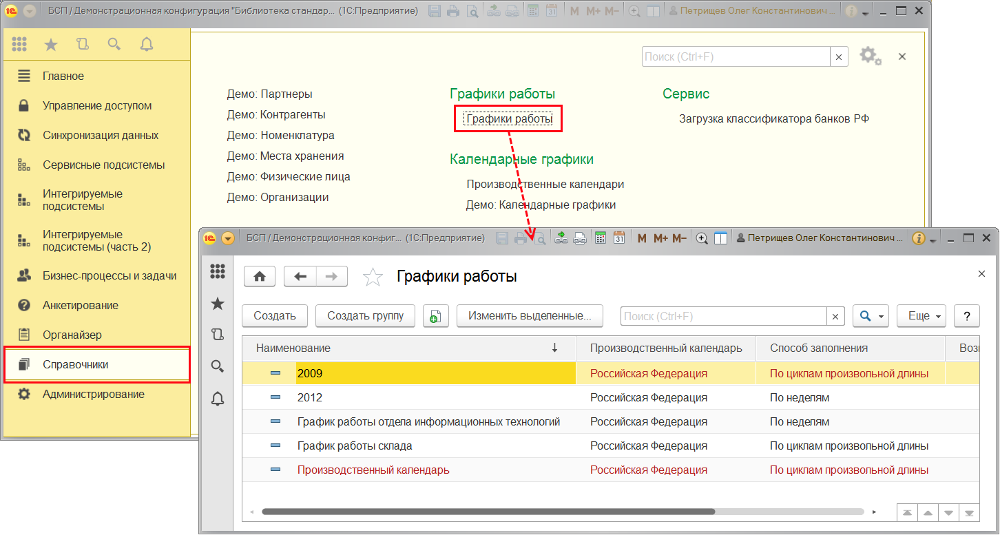 БСП / Демонстрационная конфигурация "Библиотека стандар... (1С:Предприятие)
M M+ M-
Петрищев Олег Константинович ...
Поиск (Ctrl+F)
Главное
Управление доступом
Синхронизация данных
Сервисные подсистемы
Интегрируемые
подсистемы
Интегрируемые
подсистемы (часть 2)
Бизнес-процессы и задачи
Анкетирование
Органайзер
Справочники
Администрирование
Демо: Партнеры
Демо: Контрагенты
Демо: Номенклатура
Демо: Места хранения
Демо: Физические лица
Демо: Организации
Графики работы
Графики работы
Календарные графики
Производственные календари
Демо: Календарные графики
Сервис
Загрузка классификатора банков РФ
БСП / Демонстрационная конфиг... (1С:Предприятие)
31
M M+ M-
Петрищев Олег Константинович ...
Графики работы
Создать Создать группу Изменить выделенные... Поиск (Ctrl+F) Еще ?
Наименование Производственный календарь Способ заполнения Возм
2009 Российская Федерация По циклам произвольной длины
2012 Российская Федерация По неделям
График работы отдела информационных технологий Российская Федерация По неделям
График работы склада Российская Федерация По циклам произвольной длины
Производственный календарь Российская Федерация По циклам произвольной длины